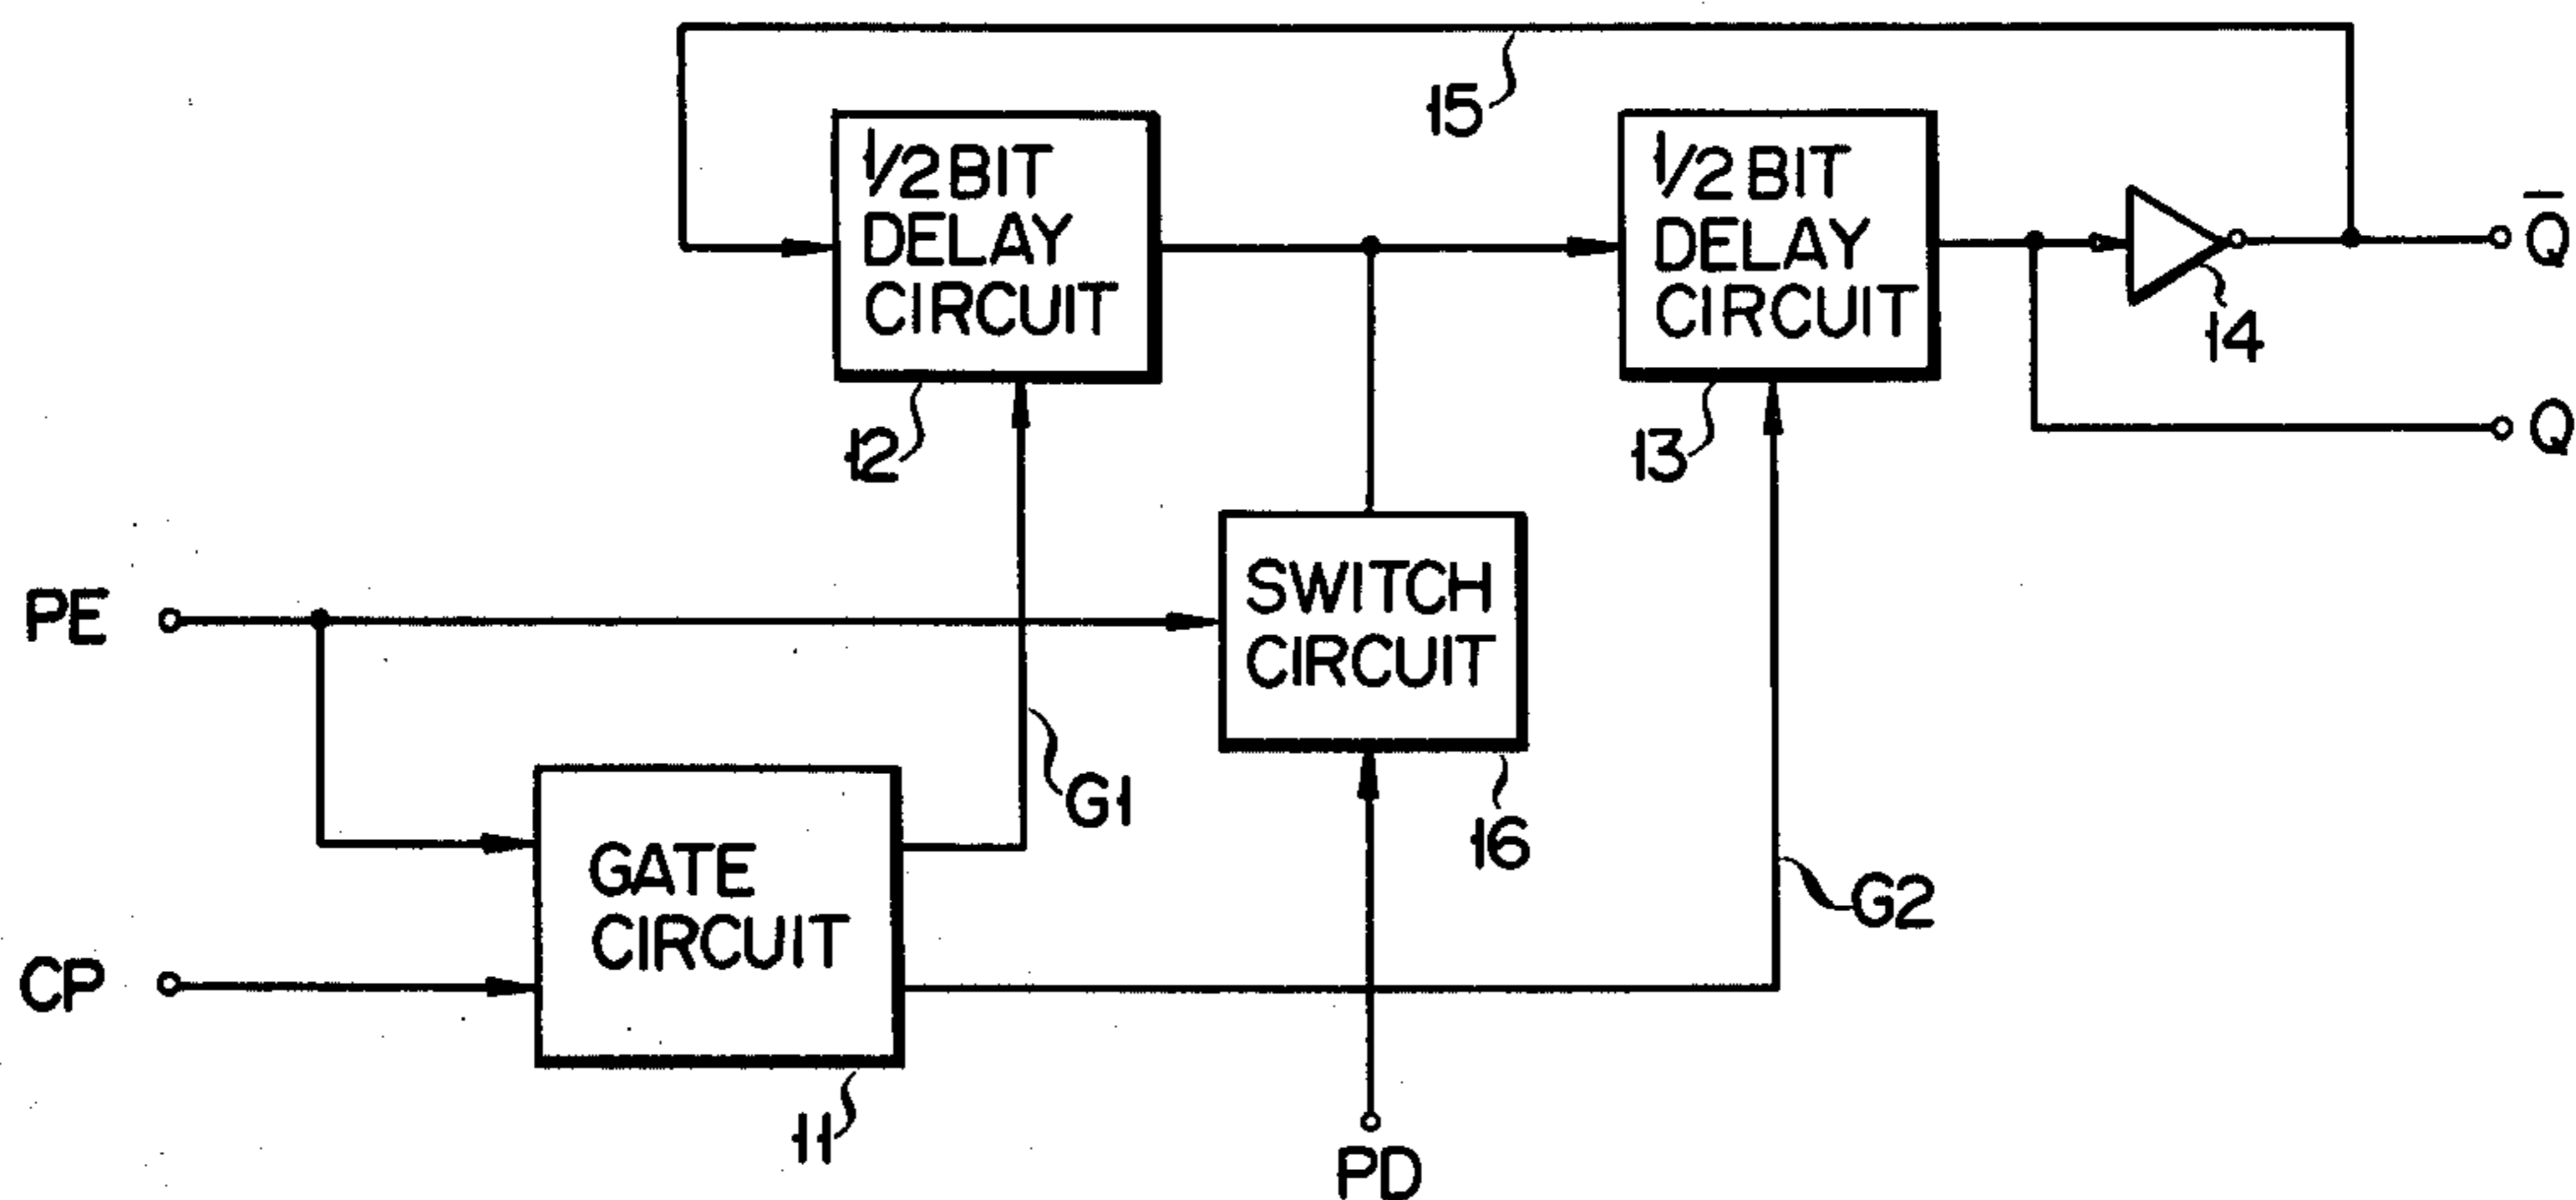 15
1/2 BIT
DELAY
CIRCUIT
12
1/2 BIT
DELAY
CIRCUIT
13
14
Q̅
Q
PE
SWITCH
CIRCUIT
16
G1
G2
GATE
CIRCUIT
11
CP
PD